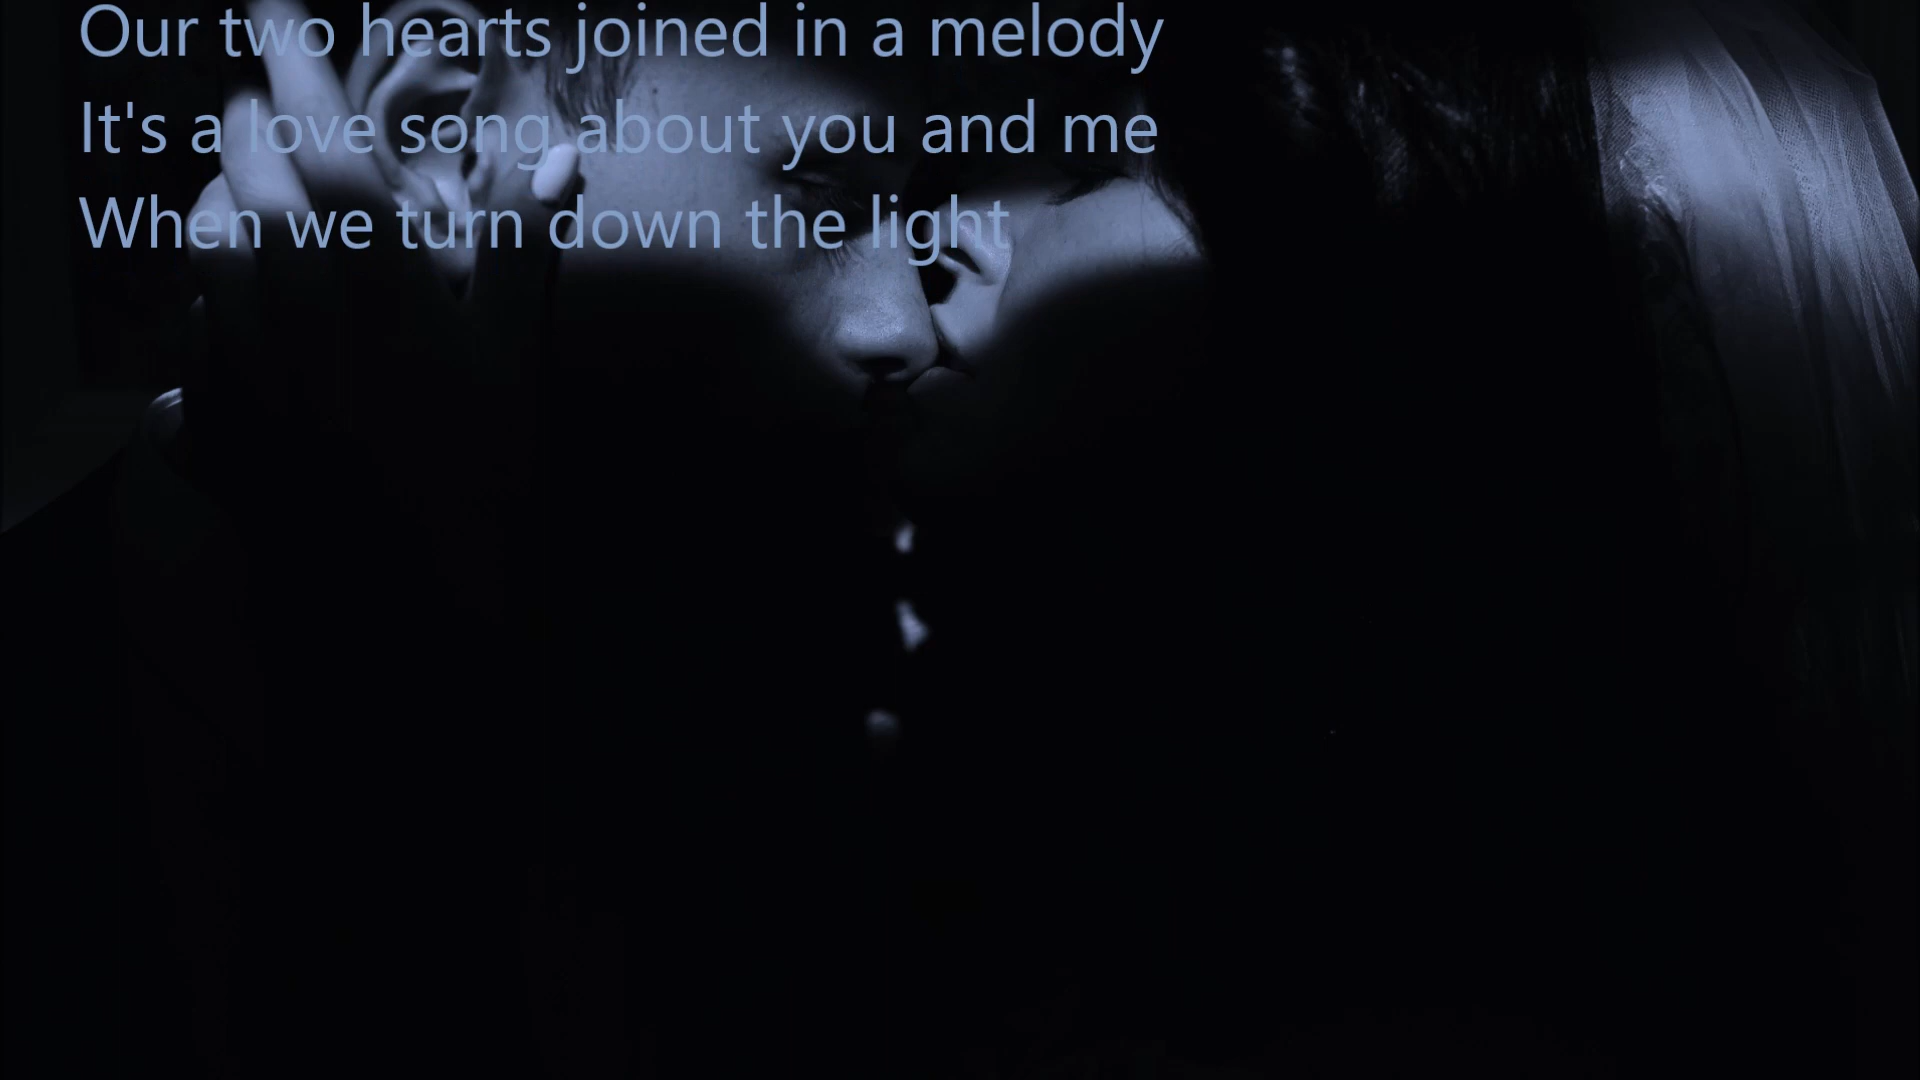 Our two hearts joined in a melody
It's a love song about you and me
When we turn down the light